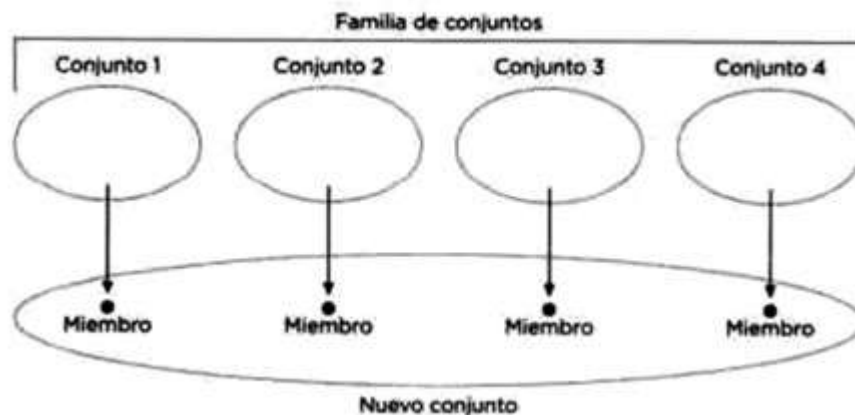 Familia de conjuntos
Conjunto 1 Conjunto 2 Conjunto 3 Conjunto 4
Miembro Miembro Miembro Miembro
Nuevo conjunto